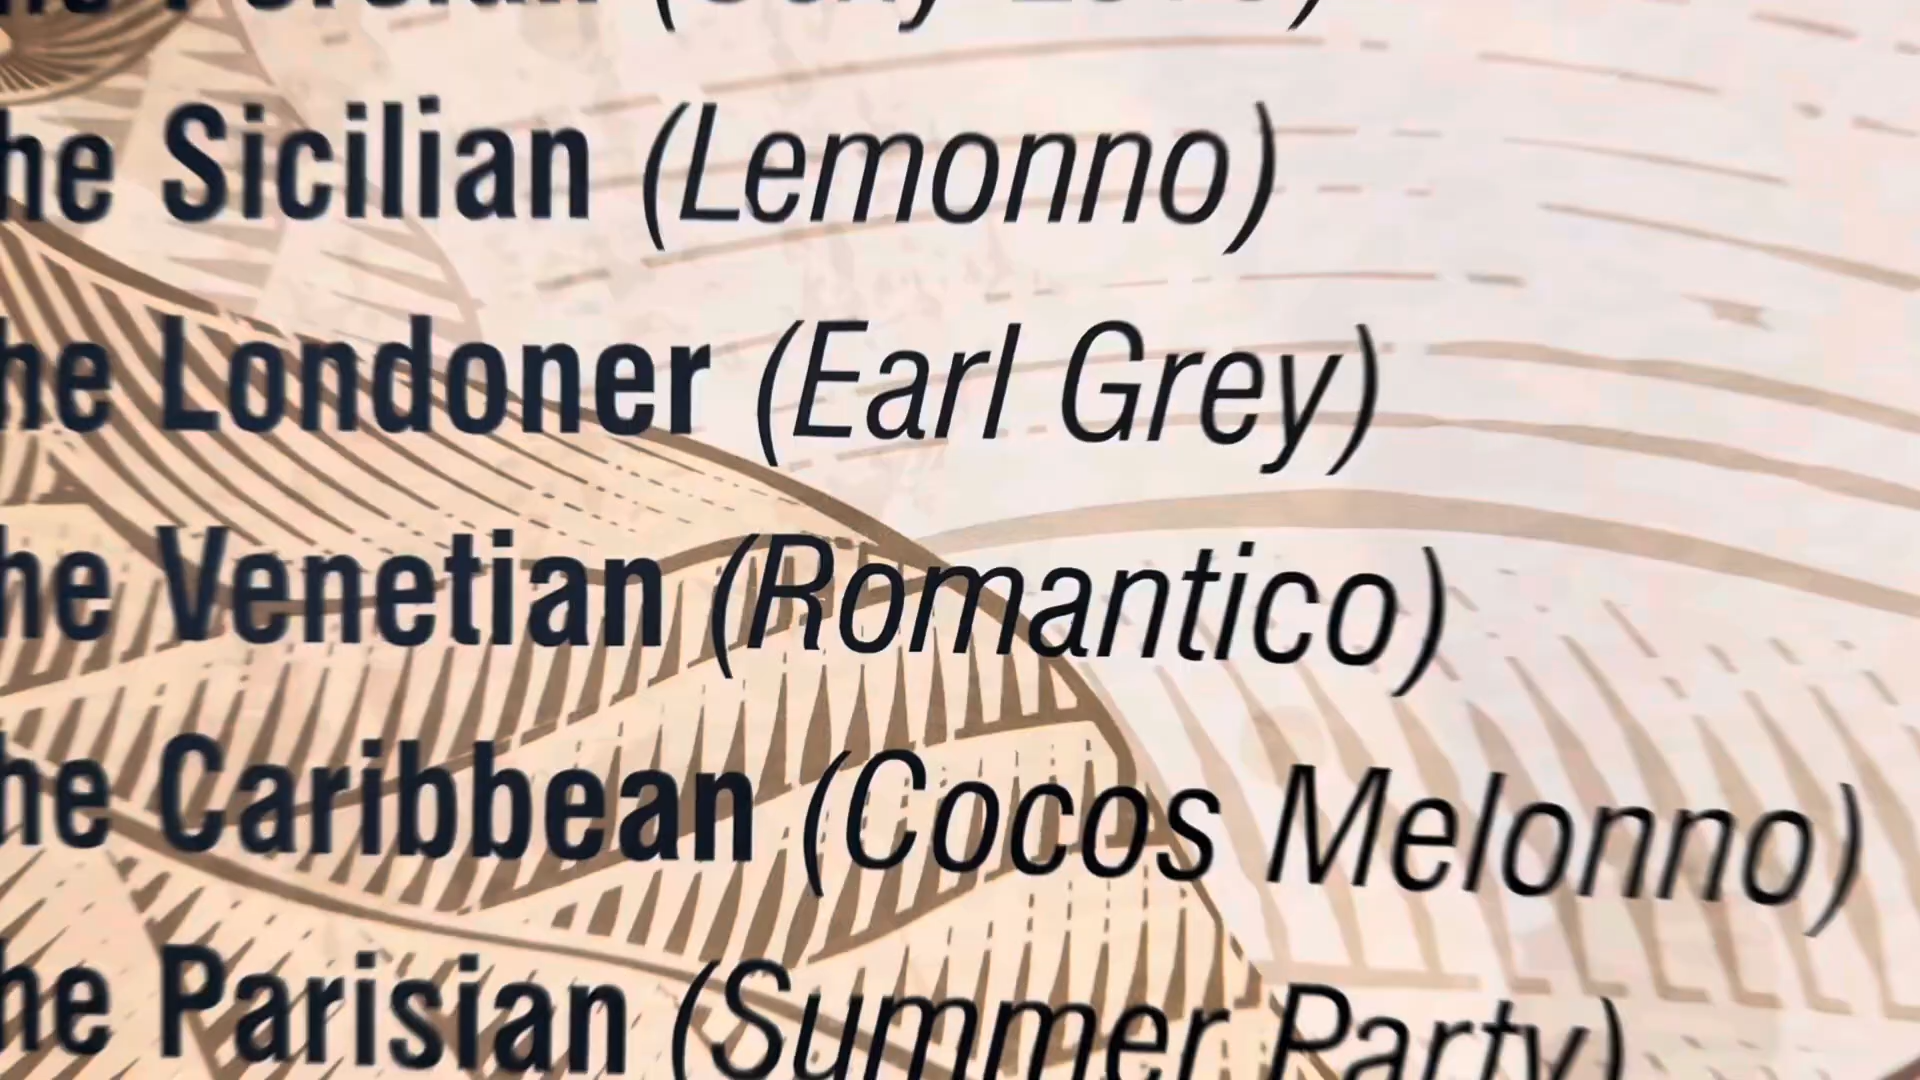 he Sicilian (Lemonno)
he Londoner (Earl Grey)
he Venetian (Romantico)
he Caribbean (Cocos Melonno)
he Parisian (Summer Party)